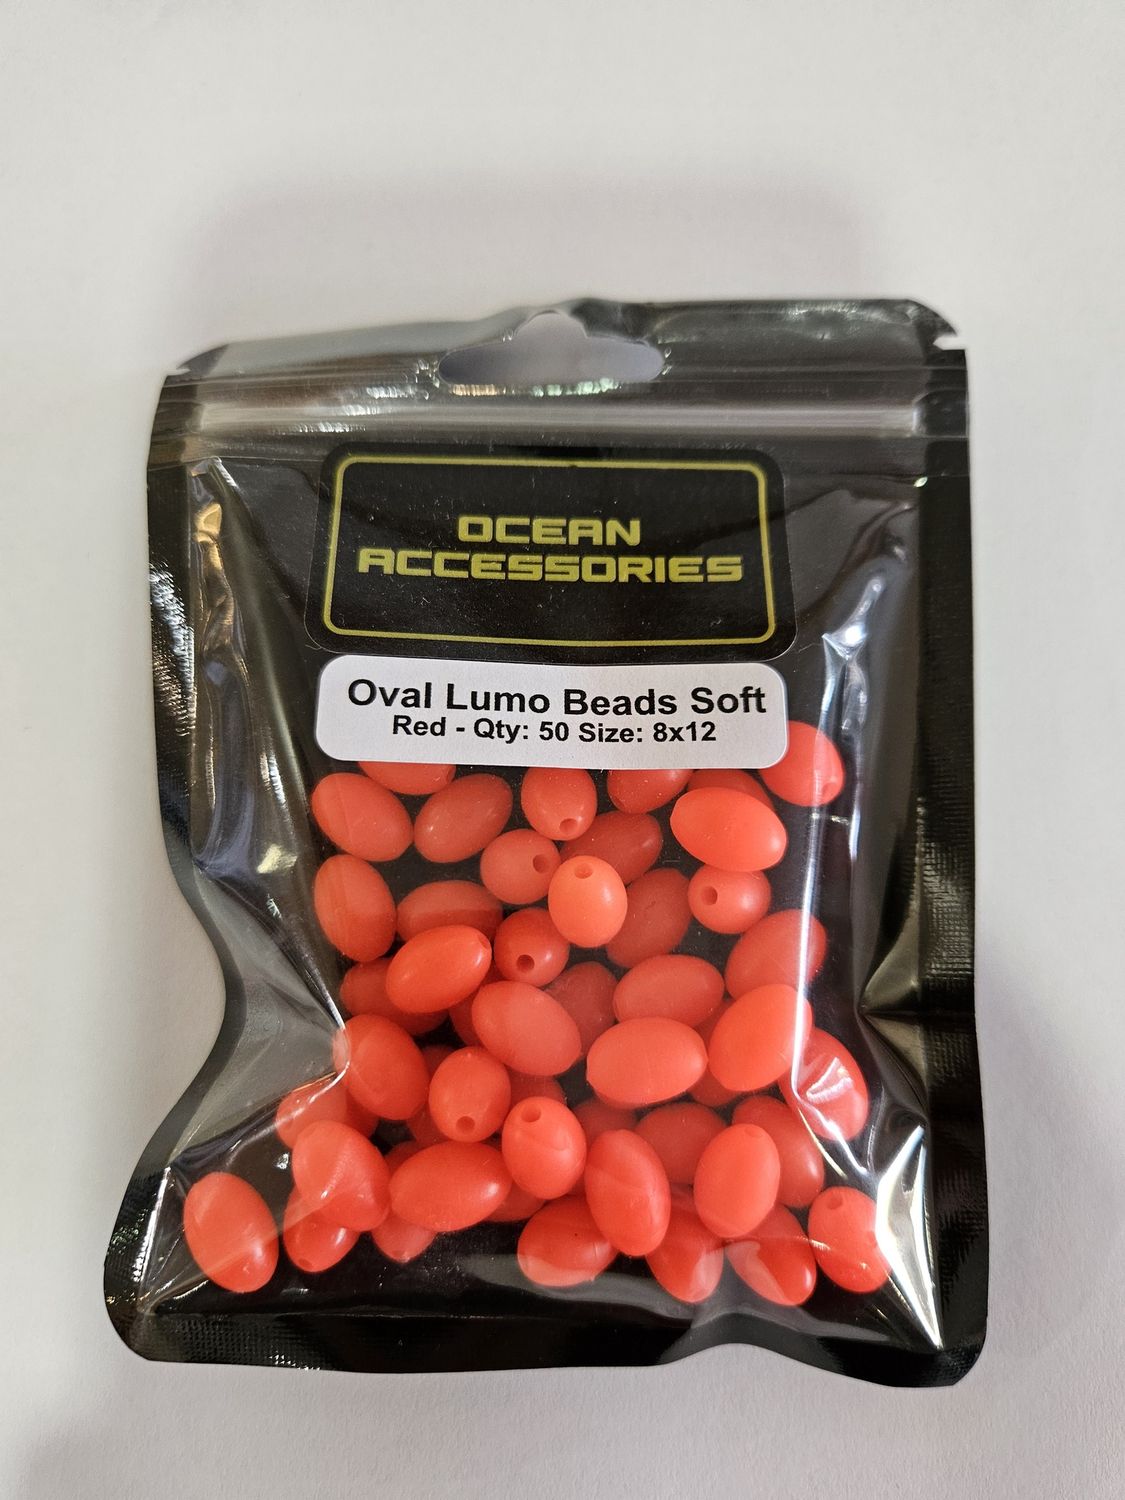 OCEAN
ACCESSORIES
Oval Lumo Beads Soft
Red - Qty: 50 Size: 8x12